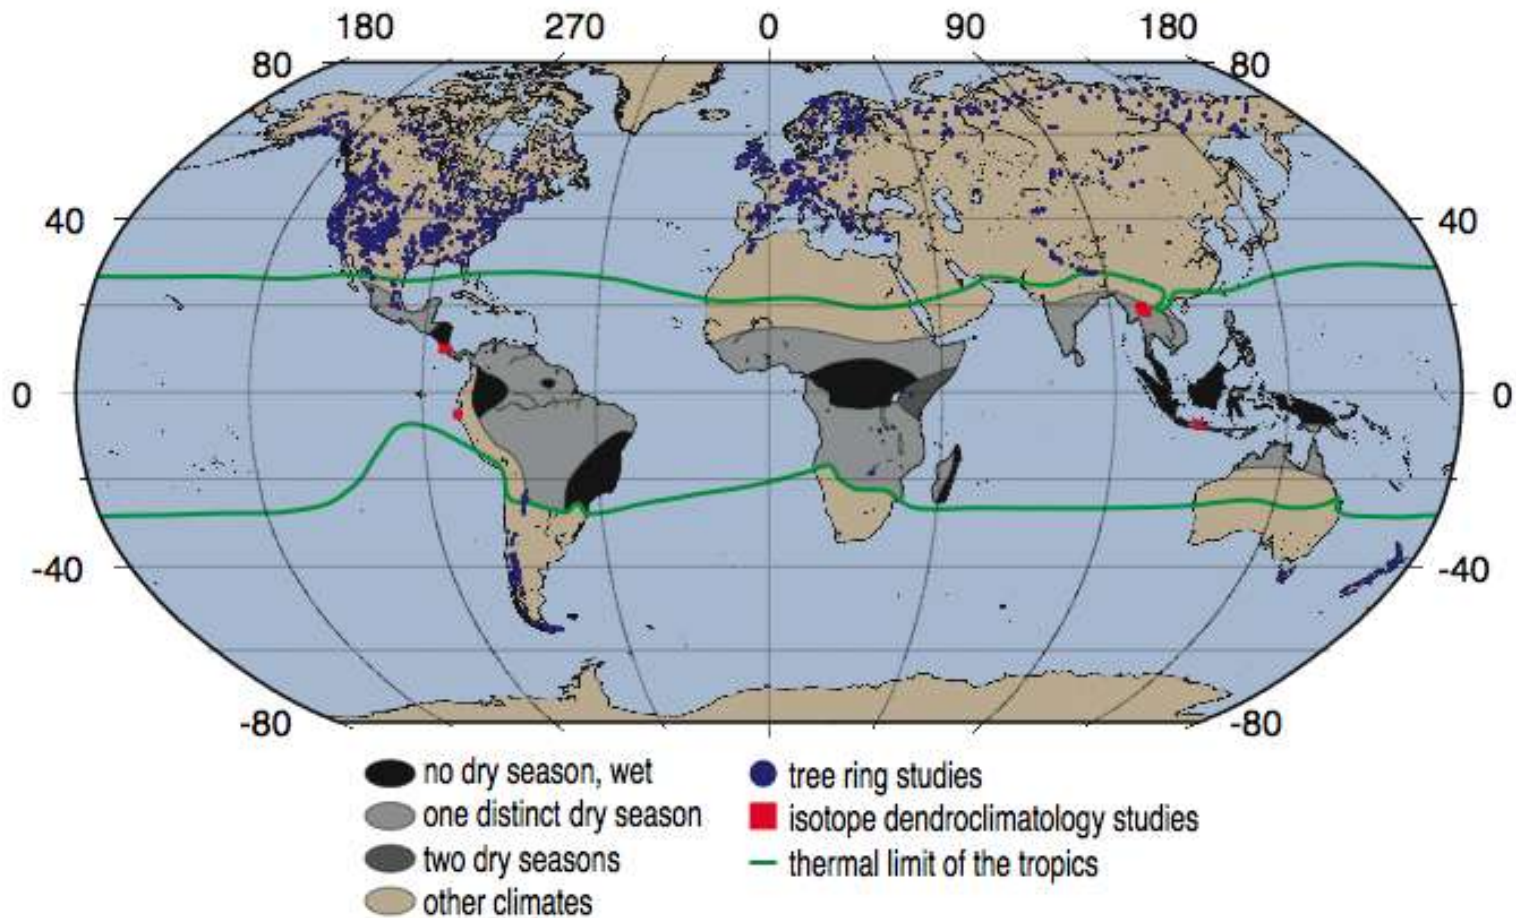 180 270 0 90 180
80 80
40 40
0 0
-40 -40
-80 -80
no dry season, wet
one distinct dry season
two dry seasons
other climates
tree ring studies
isotope dendroclimatology studies
thermal limit of the tropics